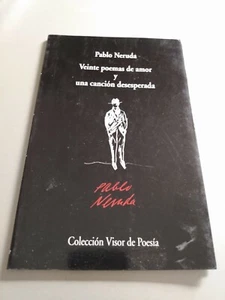 Pablo Neruda
Veinte poemas de amor
y
una canción desesperada
Pablo
Neruda
Colección Visor de Poesía